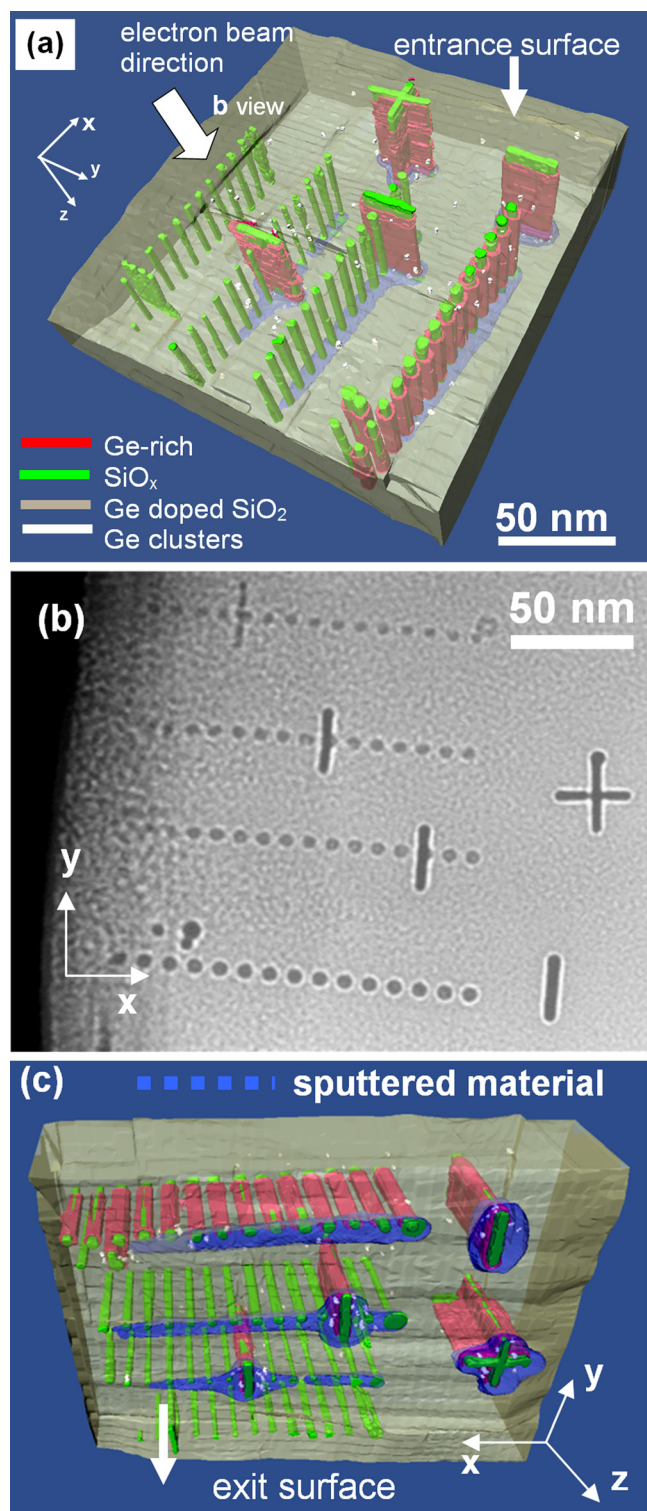 (a)
electron beam
direction
b view
entrance surface
x
y
z
Ge-rich
SiOₓ
Ge doped SiO₂
Ge clusters
50 nm
(b)
50 nm
y
x
(c)
sputtered material
y
x
z
exit surface